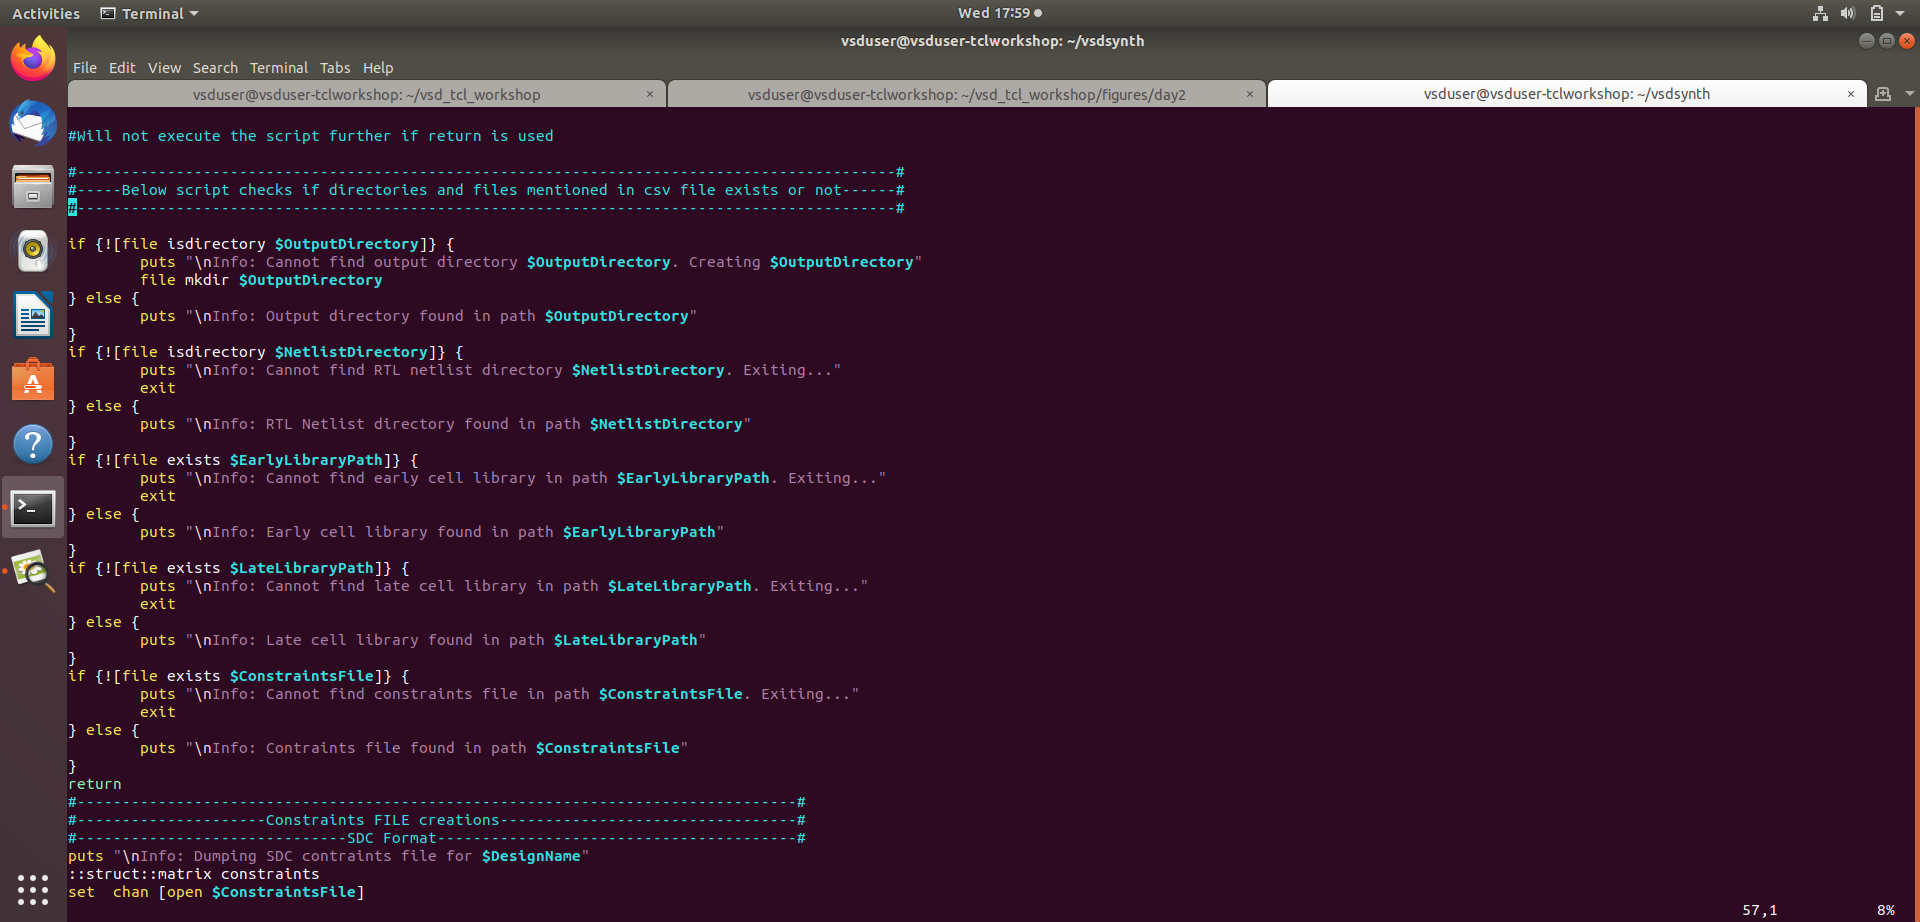 Activities Terminal Wed 17:59
vsduser@vsduser-tclworkshop: ~/vsdsynth
File Edit View Search Terminal Tabs Help
vsduser@vsduser-tclworkshop: ~/vsd_tcl_workshop × vsduser@vsduser-tclworkshop: ~/vsd_tcl_workshop/figures/day2 × vsduser@vsduser-tclworkshop: ~/vsdsynth ×
#Will not execute the script further if return is used
#-------------------------------------------------------------------------------------------#
#-----Below script checks if directories and files mentioned in csv file exists or not------#
#-------------------------------------------------------------------------------------------#
if {![file isdirectory $OutputDirectory]} {
        puts "\nInfo: Cannot find output directory $OutputDirectory. Creating $OutputDirectory"
        file mkdir $OutputDirectory
} else {
        puts "\nInfo: Output directory found in path $OutputDirectory"
}
if {![file isdirectory $NetlistDirectory]} {
        puts "\nInfo: Cannot find RTL netlist directory $NetlistDirectory. Exiting..."
        exit
} else {
        puts "\nInfo: RTL Netlist directory found in path $NetlistDirectory"
}
if {![file exists $EarlyLibraryPath]} {
        puts "\nInfo: Cannot find early cell library in path $EarlyLibraryPath. Exiting..."
        exit
} else {
        puts "\nInfo: Early cell library found in path $EarlyLibraryPath"
}
if {![file exists $LateLibraryPath]} {
        puts "\nInfo: Cannot find late cell library in path $LateLibraryPath. Exiting..."
        exit
} else {
        puts "\nInfo: Late cell library found in path $LateLibraryPath"
}
if {![file exists $ConstraintsFile]} {
        puts "\nInfo: Cannot find constraints file in path $ConstraintsFile. Exiting..."
        exit
} else {
        puts "\nInfo: Contraints file found in path $ConstraintsFile"
}
return
#--------------------------------------------------------------------------------#
#---------------------Constraints FILE creations---------------------------------#
#------------------------------SDC Format----------------------------------------#
puts "\nInfo: Dumping SDC contraints file for $DesignName"
::struct::matrix constraints
set  chan [open $ConstraintsFile]
57,1 8%